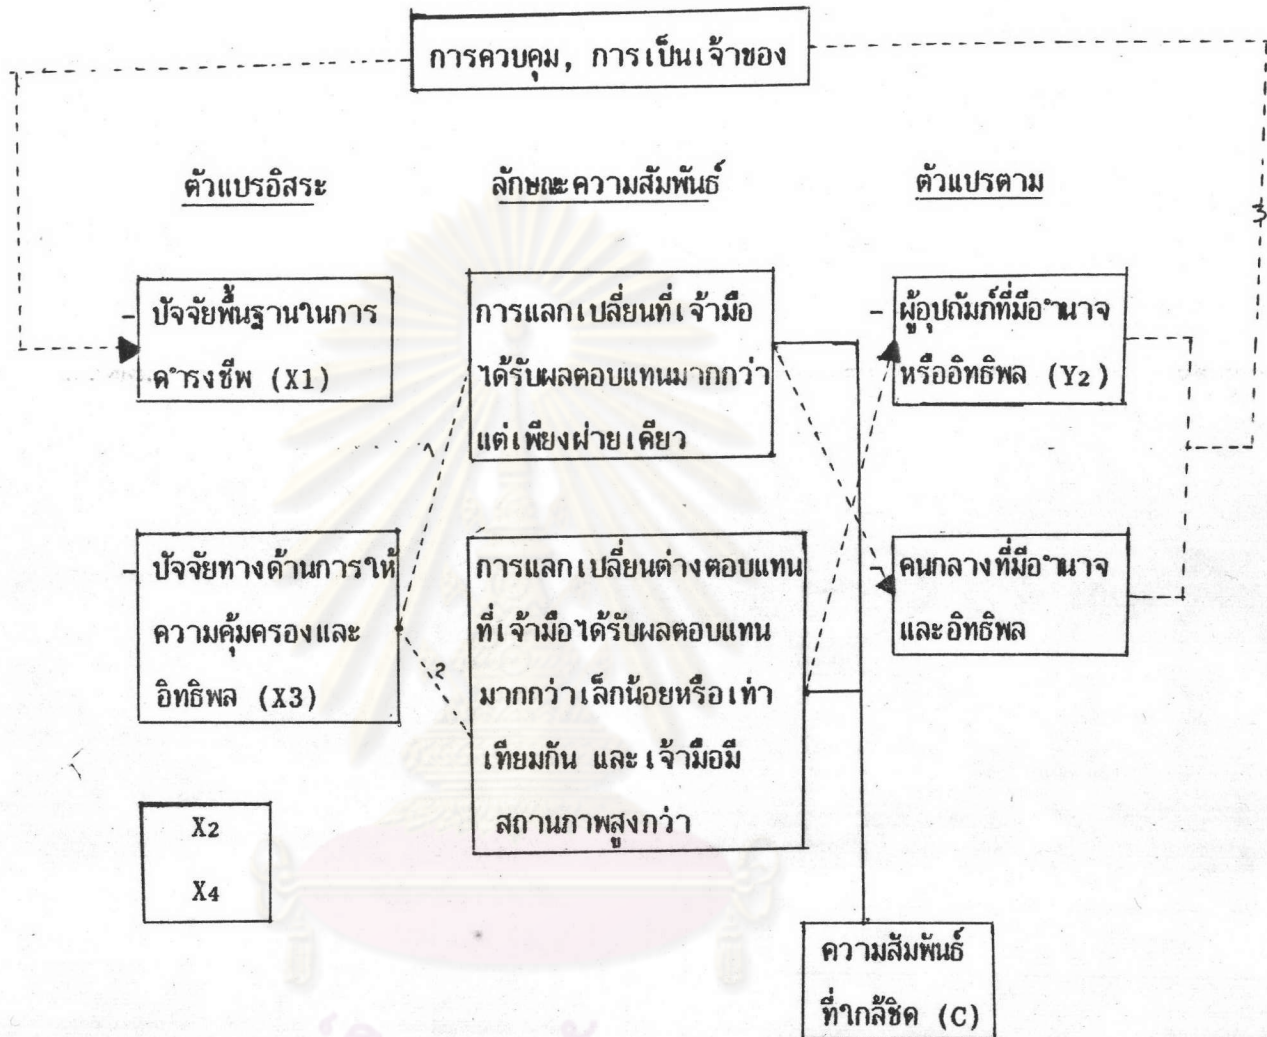 การควบคุม, การเป็นเจ้าของ
ตัวแปรอิสระ
ลักษณะความสัมพันธ์
ตัวแปรตาม
3
- ปัจจัยพื้นฐานในการ
ดำรงชีพ (X1)
การแลกเปลี่ยนที่เจ้ามือ
ได้รับผลตอบแทนมากกว่า
แต่เพียงฝ่ายเดียว
- ผู้อุปถัมภ์ที่มีอำนาจ
หรืออิทธิพล (Y2)
1
- ปัจจัยทางด้านการให้
ความคุ้มครองและ
อิทธิพล (X3)
2
การแลกเปลี่ยนต่างตอบแทน
ที่เจ้ามือได้รับผลตอบแทน
มากกว่าเล็กน้อยหรือเท่า
เทียมกัน และเจ้ามือมี
สถานภาพสูงกว่า
- คนกลางที่มีอำนาจ
และอิทธิพล
X2
X4
ความสัมพันธ์
ที่ใกล้ชิด (C)